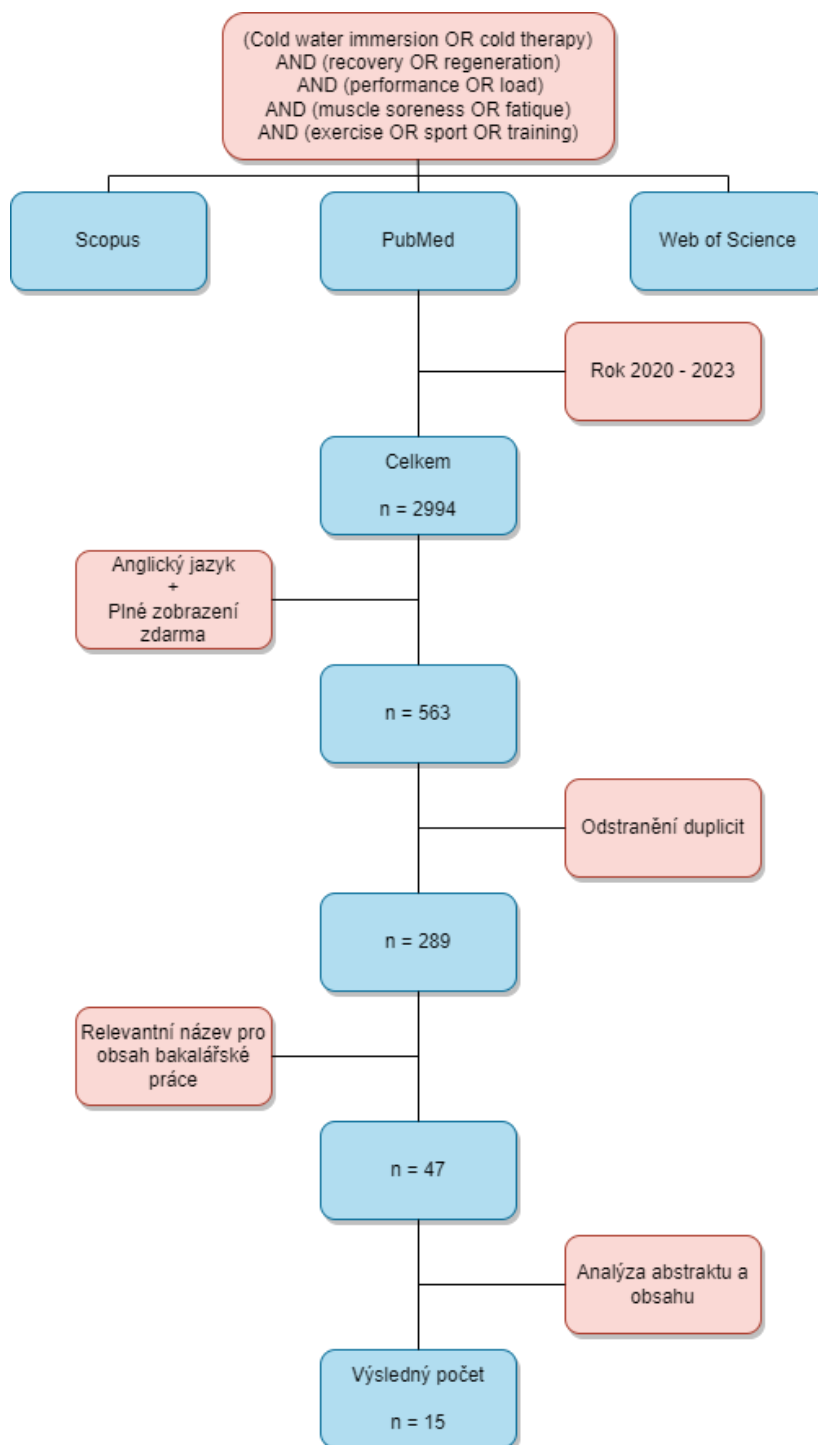 (Cold water immersion OR cold therapy)
AND (recovery OR regeneration)
AND (performance OR load)
AND (muscle soreness OR fatique)
AND (exercise OR sport OR training)
Scopus
PubMed
Web of Science
Rok 2020 - 2023
Celkem
n = 2994
Anglický jazyk
+
Plné zobrazení
zdarma
n = 563
Odstranění duplicit
n = 289
Relevantní název pro
obsah bakalářské
práce
n = 47
Analýza abstraktu a
obsahu
Výsledný počet
n = 15